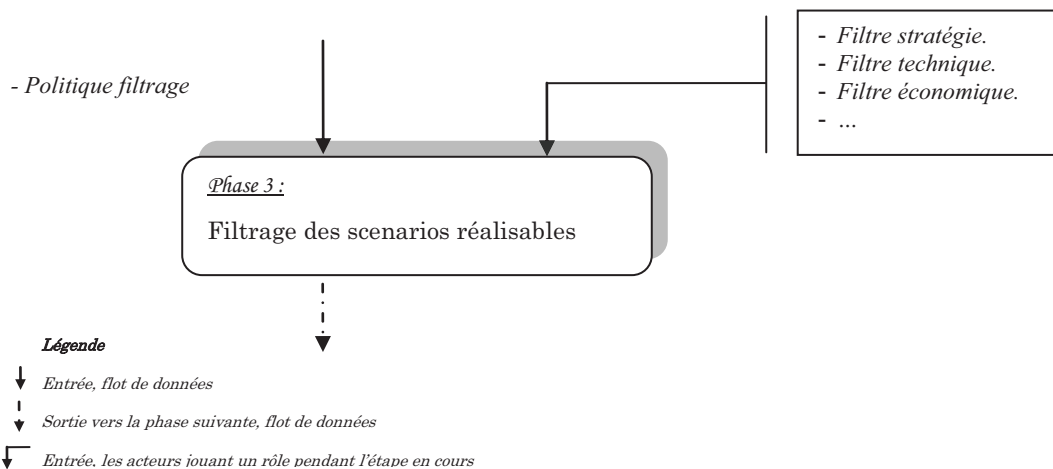 - Filtre stratégie.
- Filtre technique.
- Filtre économique.
- ...
- Politique filtrage
Phase 3 :
Filtrage des scenarios réalisables
Légende
Entrée, flot de données
Sortie vers la phase suivante, flot de données
Entrée, les acteurs jouant un rôle pendant l'étape en cours